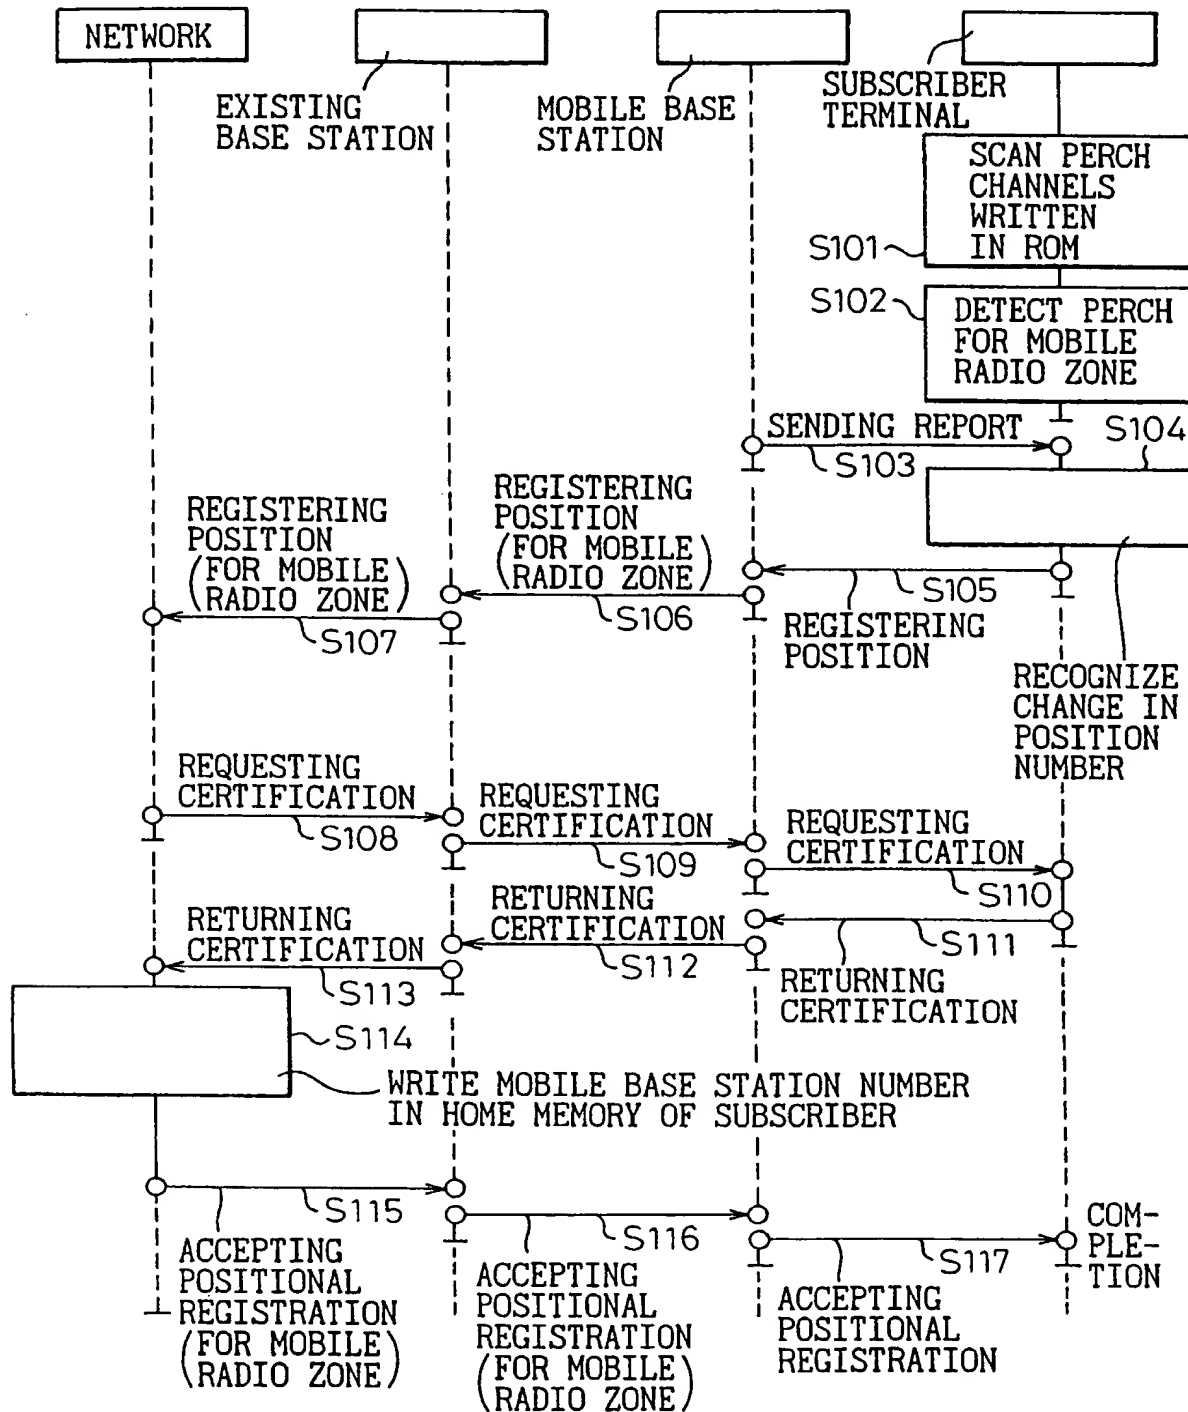 NETWORK
EXISTING
BASE STATION
MOBILE BASE
STATION
SUBSCRIBER
TERMINAL
SCAN PERCH
CHANNELS
WRITTEN
IN ROM
S101
S102
DETECT PERCH
FOR MOBILE
RADIO ZONE
SENDING REPORT
S103
S104
REGISTERING
POSITION
(FOR MOBILE
RADIO ZONE)
S107
REGISTERING
POSITION
(FOR MOBILE
RADIO ZONE)
S106
S105
REGISTERING
POSITION
RECOGNIZE
CHANGE IN
POSITION
NUMBER
REQUESTING
CERTIFICATION
S108
REQUESTING
CERTIFICATION
S109
REQUESTING
CERTIFICATION
S110
RETURNING
CERTIFICATION
S113
RETURNING
CERTIFICATION
S112
S111
RETURNING
CERTIFICATION
S114
WRITE MOBILE BASE STATION NUMBER
IN HOME MEMORY OF SUBSCRIBER
S115
ACCEPTING
POSITIONAL
REGISTRATION
(FOR MOBILE
RADIO ZONE)
S116
ACCEPTING
POSITIONAL
REGISTRATION
(FOR MOBILE
RADIO ZONE)
S117
ACCEPTING
POSITIONAL
REGISTRATION
COM-
PLE-
TION